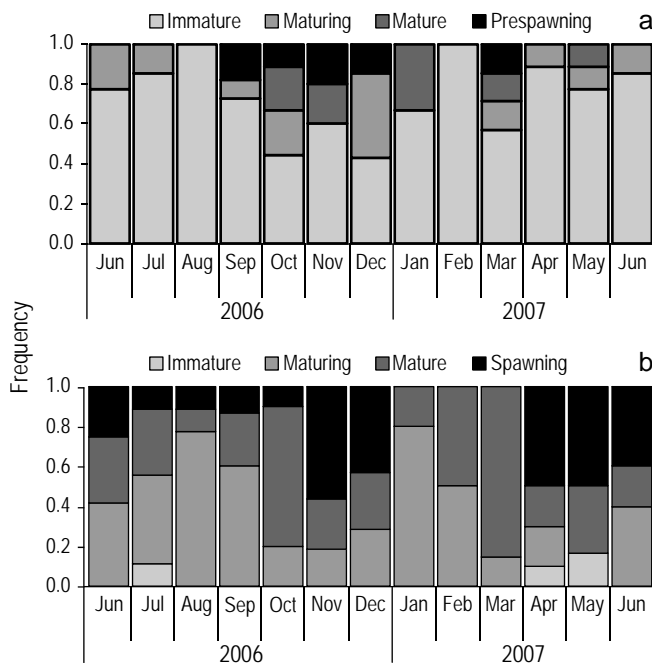 Immature Maturing Mature Prespawning a
1.0
0.8
0.6
0.4
0.2
0.0
Jun Jul Aug Sep Oct Nov Dec Jan Feb Mar Apr May Jun
2006 2007
Frequency
Immature Maturing Mature Spawning b
1.0
0.8
0.6
0.4
0.2
0.0
Jun Jul Aug Sep Oct Nov Dec Jan Feb Mar Apr May Jun
2006 2007